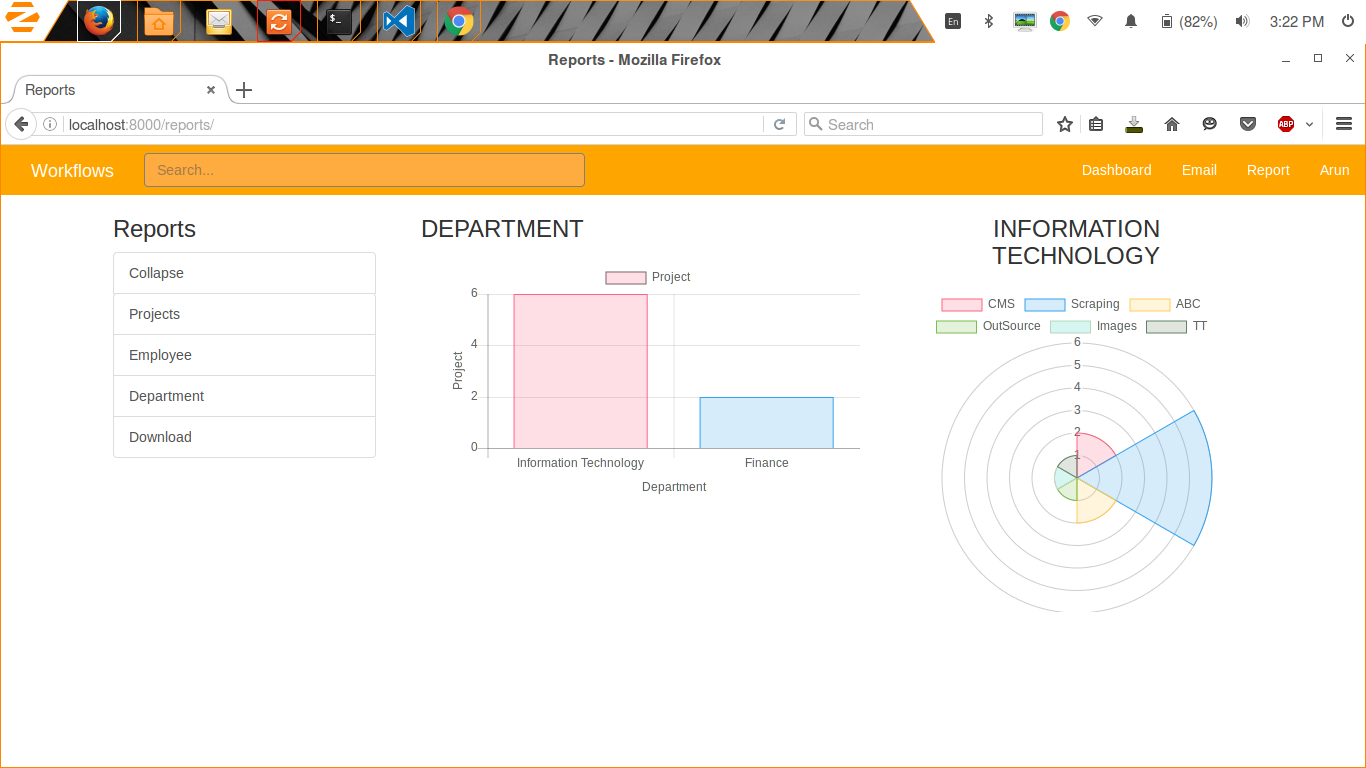 En
(82%)
3:22 PM
Reports - Mozilla Firefox
Reports
localhost:8000/reports/
Search
ABP
Workflows
Search...
Dashboard
Email
Report
Arun
Reports
Collapse
Projects
Employee
Department
Download
DEPARTMENT
Project
6
4
2
0
Project
Information Technology
Finance
Department
INFORMATION
TECHNOLOGY
CMS
Scraping
ABC
OutSource
Images
TT
6
5
4
3
2
1